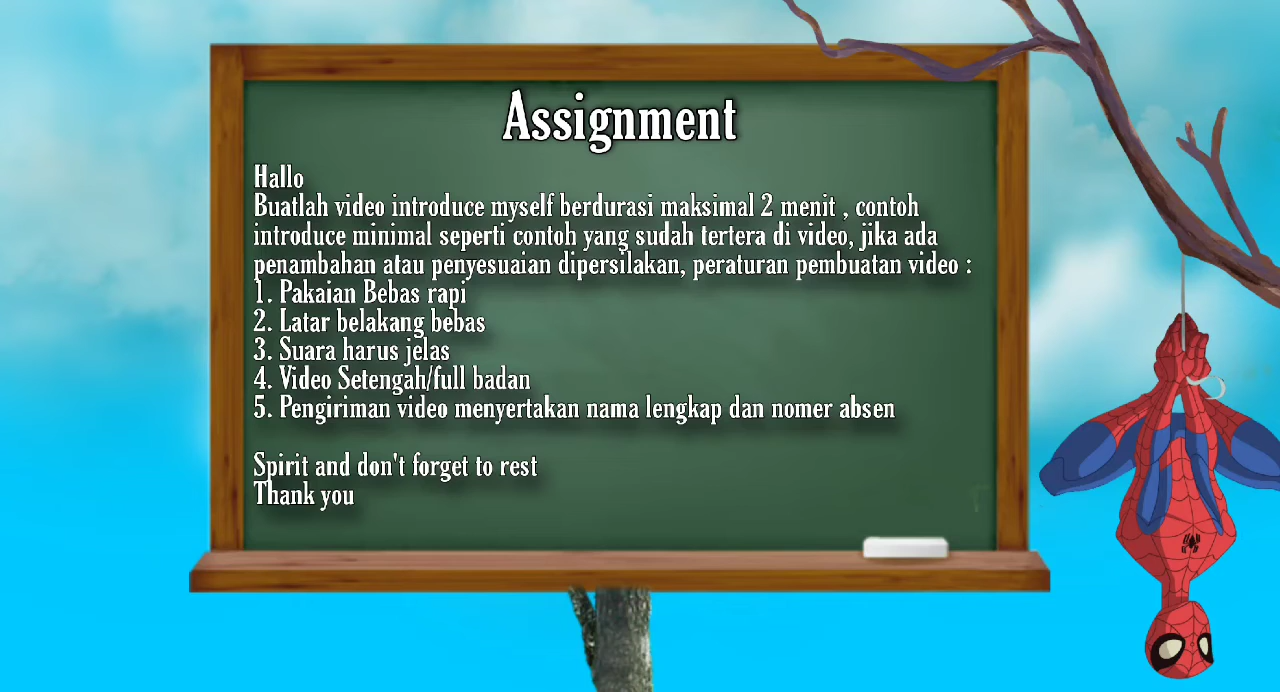 Assignment
Hallo
Buatlah video introduce myself berdurasi maksimal 2 menit , contoh
introduce minimal seperti contoh yang sudah tertera di video, jika ada
penambahan atau penyesuaian dipersilakan, peraturan pembuatan video :
1. Pakaian Bebas rapi
2. Latar belakang bebas
3. Suara harus jelas
4. Video Setengah/full badan
5. Pengiriman video menyertakan nama lengkap dan nomer absen
Spirit and don't forget to rest
Thank you